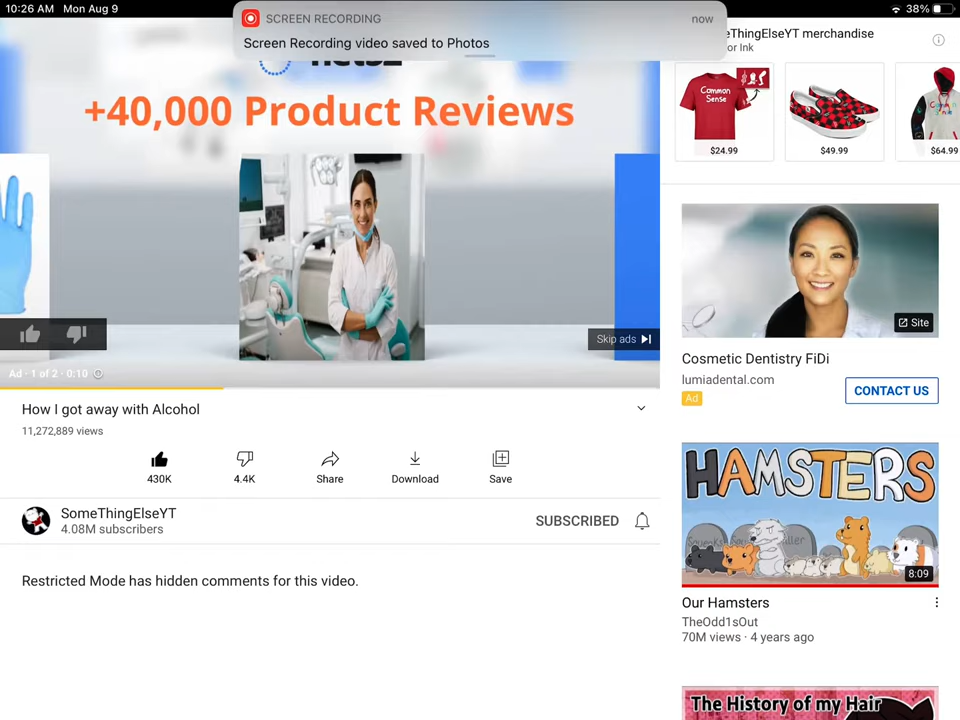 10:26 AM Mon Aug 9
38%
SCREEN RECORDING
now
Screen Recording video saved to Photos
+40,000 Product Reviews
Skip ads
Ad · 1 of 2 · 0:10
How I got away with Alcohol
11,272,889 views
430K
4.4K
Share
Download
Save
SomeThingElseYT
4.08M subscribers
SUBSCRIBED
Restricted Mode has hidden comments for this video.
eThingElseYT merchandise
or Ink
Common
Sense
$24.99
$49.99
$64.99
Site
Cosmetic Dentistry FiDi
lumiadental.com
Ad
CONTACT US
HAMSTERS
8:09
Our Hamsters
TheOdd1sOut
70M views · 4 years ago
The History of my Hair